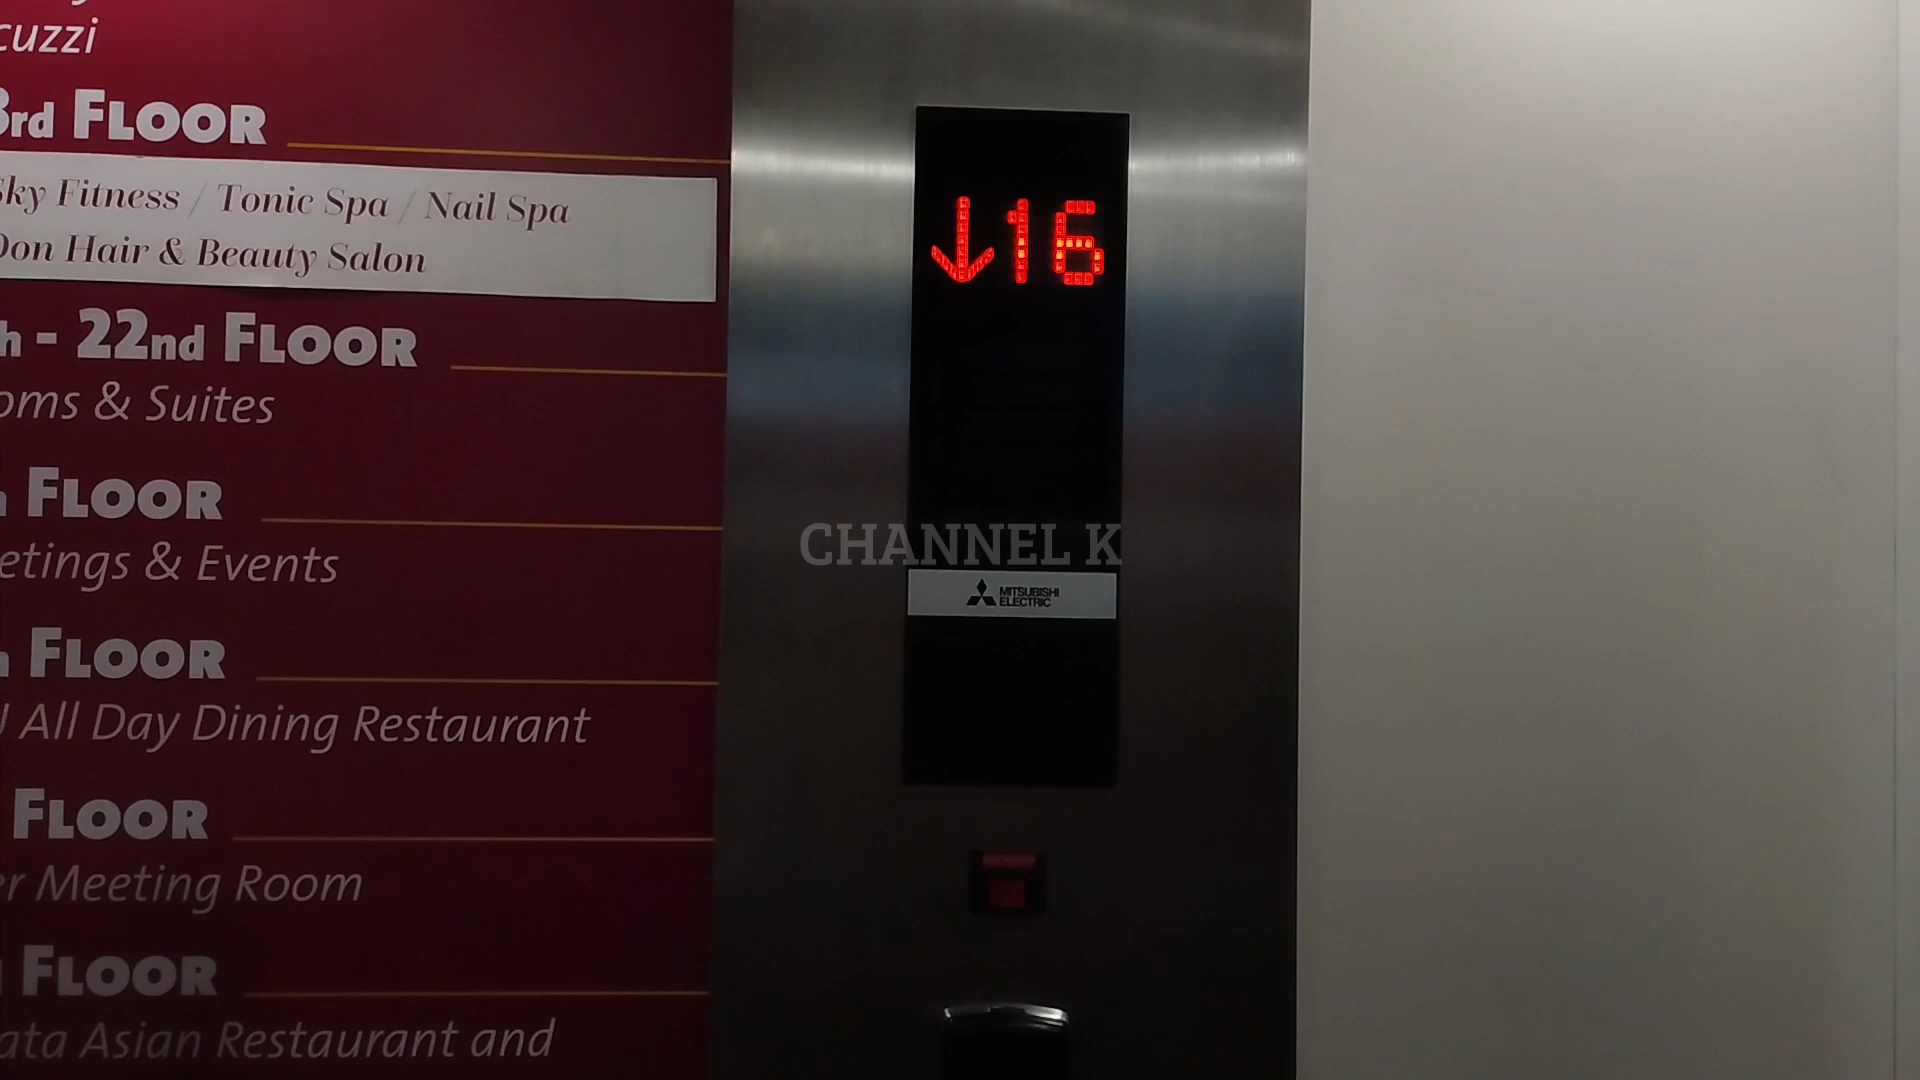 cuzzi
3rd FLOOR
Sky Fitness / Tonic Spa / Nail Spa
Don Hair & Beauty Salon
h - 22nd FLOOR
oms & Suites
FLOOR
etings & Events
FLOOR
All Day Dining Restaurant
FLOOR
er Meeting Room
FLOOR
ata Asian Restaurant and
↓16
CHANNEL K
MITSUBISHI
ELECTRIC